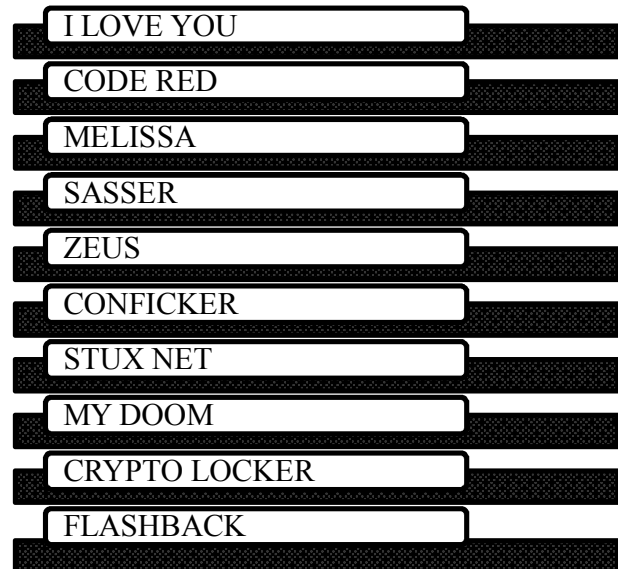 I LOVE YOU
CODE RED
MELISSA
SASSER
ZEUS
CONFICKER
STUX NET
MY DOOM
CRYPTO LOCKER
FLASHBACK